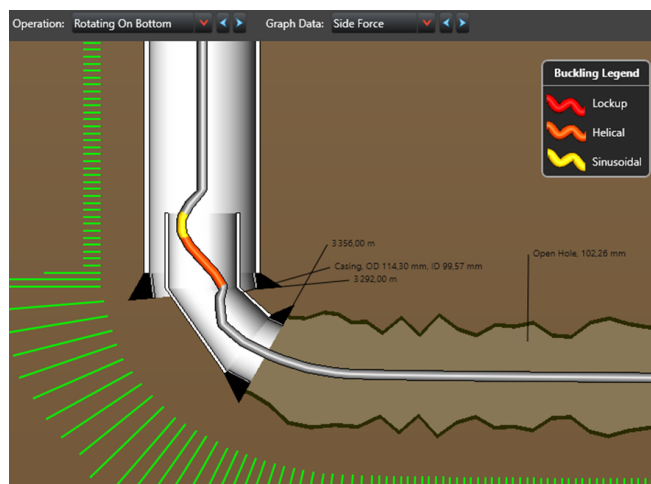 Operation: Rotating On Bottom Graph Data: Side Force
Buckling Legend
Lockup
Helical
Sinusoidal
3 356,00 m
Open Hole, 102,26 mm
Casing, OD 114,30 mm, ID 99,57 mm
3 292,00 m